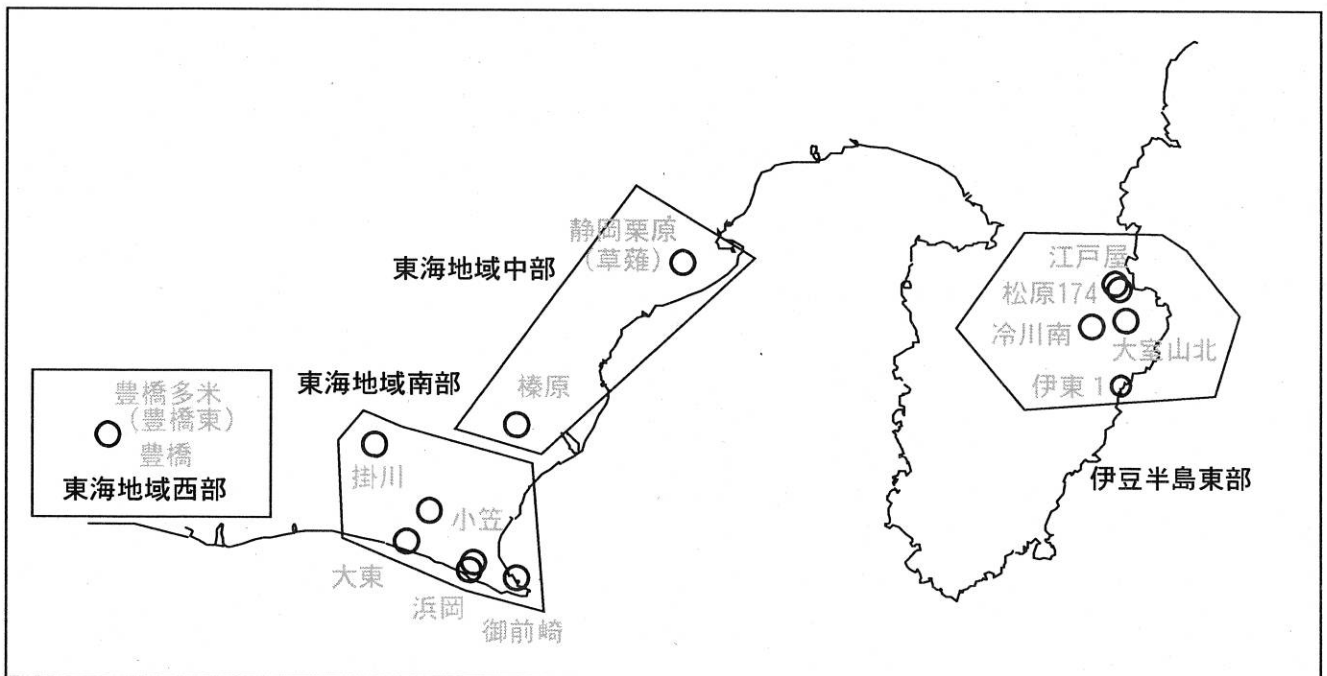 静岡栗原
(草薙)
東海地域中部
江戸屋
松原174
冷川南
大室山北
伊東1
伊豆半島東部
榛原
東海地域南部
豊橋多米
(豊橋東)
豊橋
東海地域西部
掛川
小笠
大東
浜岡
御前崎